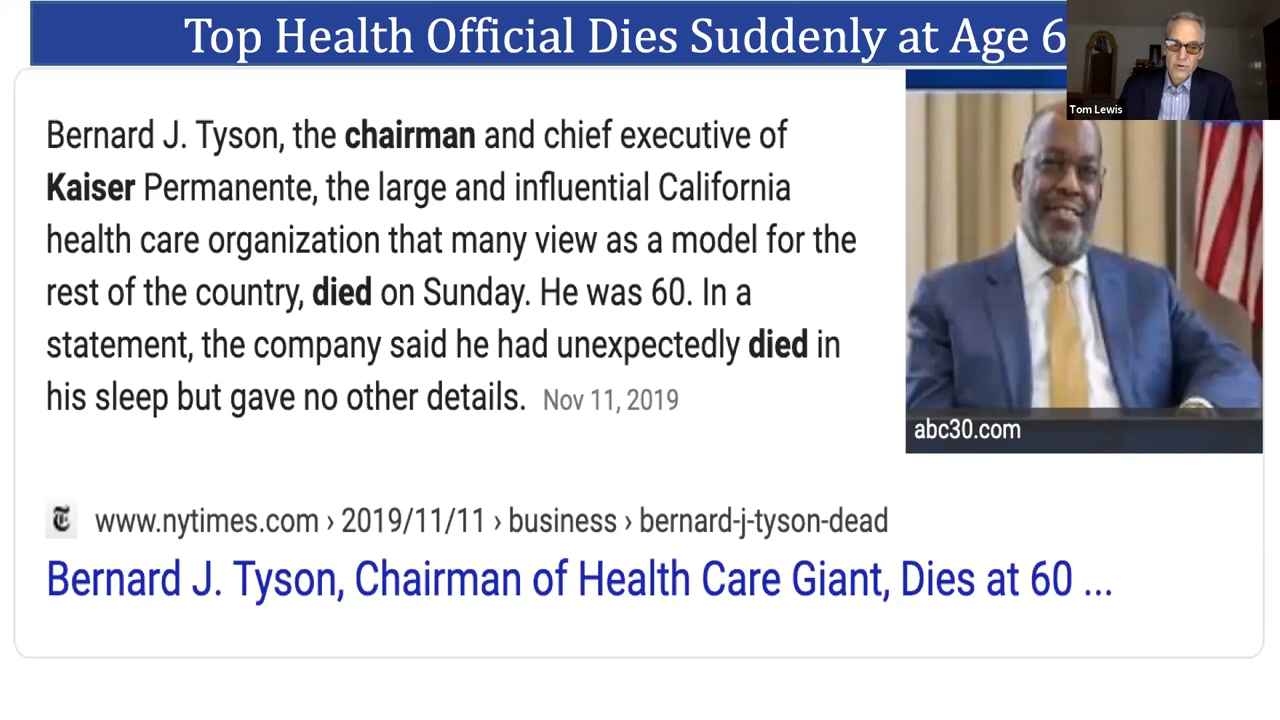 Top Health Official Dies Suddenly at Age 6
Tom Lewis
Bernard J. Tyson, the chairman and chief executive of
Kaiser Permanente, the large and influential California
health care organization that many view as a model for the
rest of the country, died on Sunday. He was 60. In a
statement, the company said he had unexpectedly died in
his sleep but gave no other details. Nov 11, 2019
abc30.com
www.nytimes.com › 2019/11/11 › business › bernard-j-tyson-dead
Bernard J. Tyson, Chairman of Health Care Giant, Dies at 60 ...